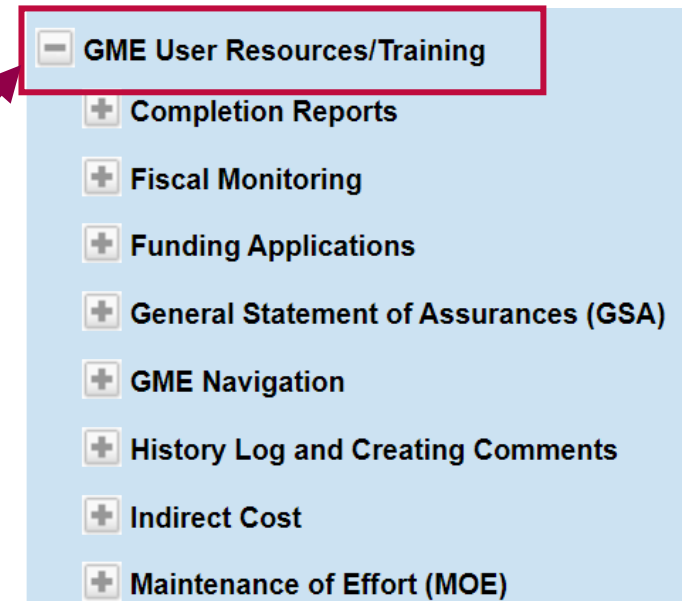 GME User Resources/Training
Completion Reports
Fiscal Monitoring
Funding Applications
General Statement of Assurances (GSA)
GME Navigation
History Log and Creating Comments
Indirect Cost
Maintenance of Effort (MOE)